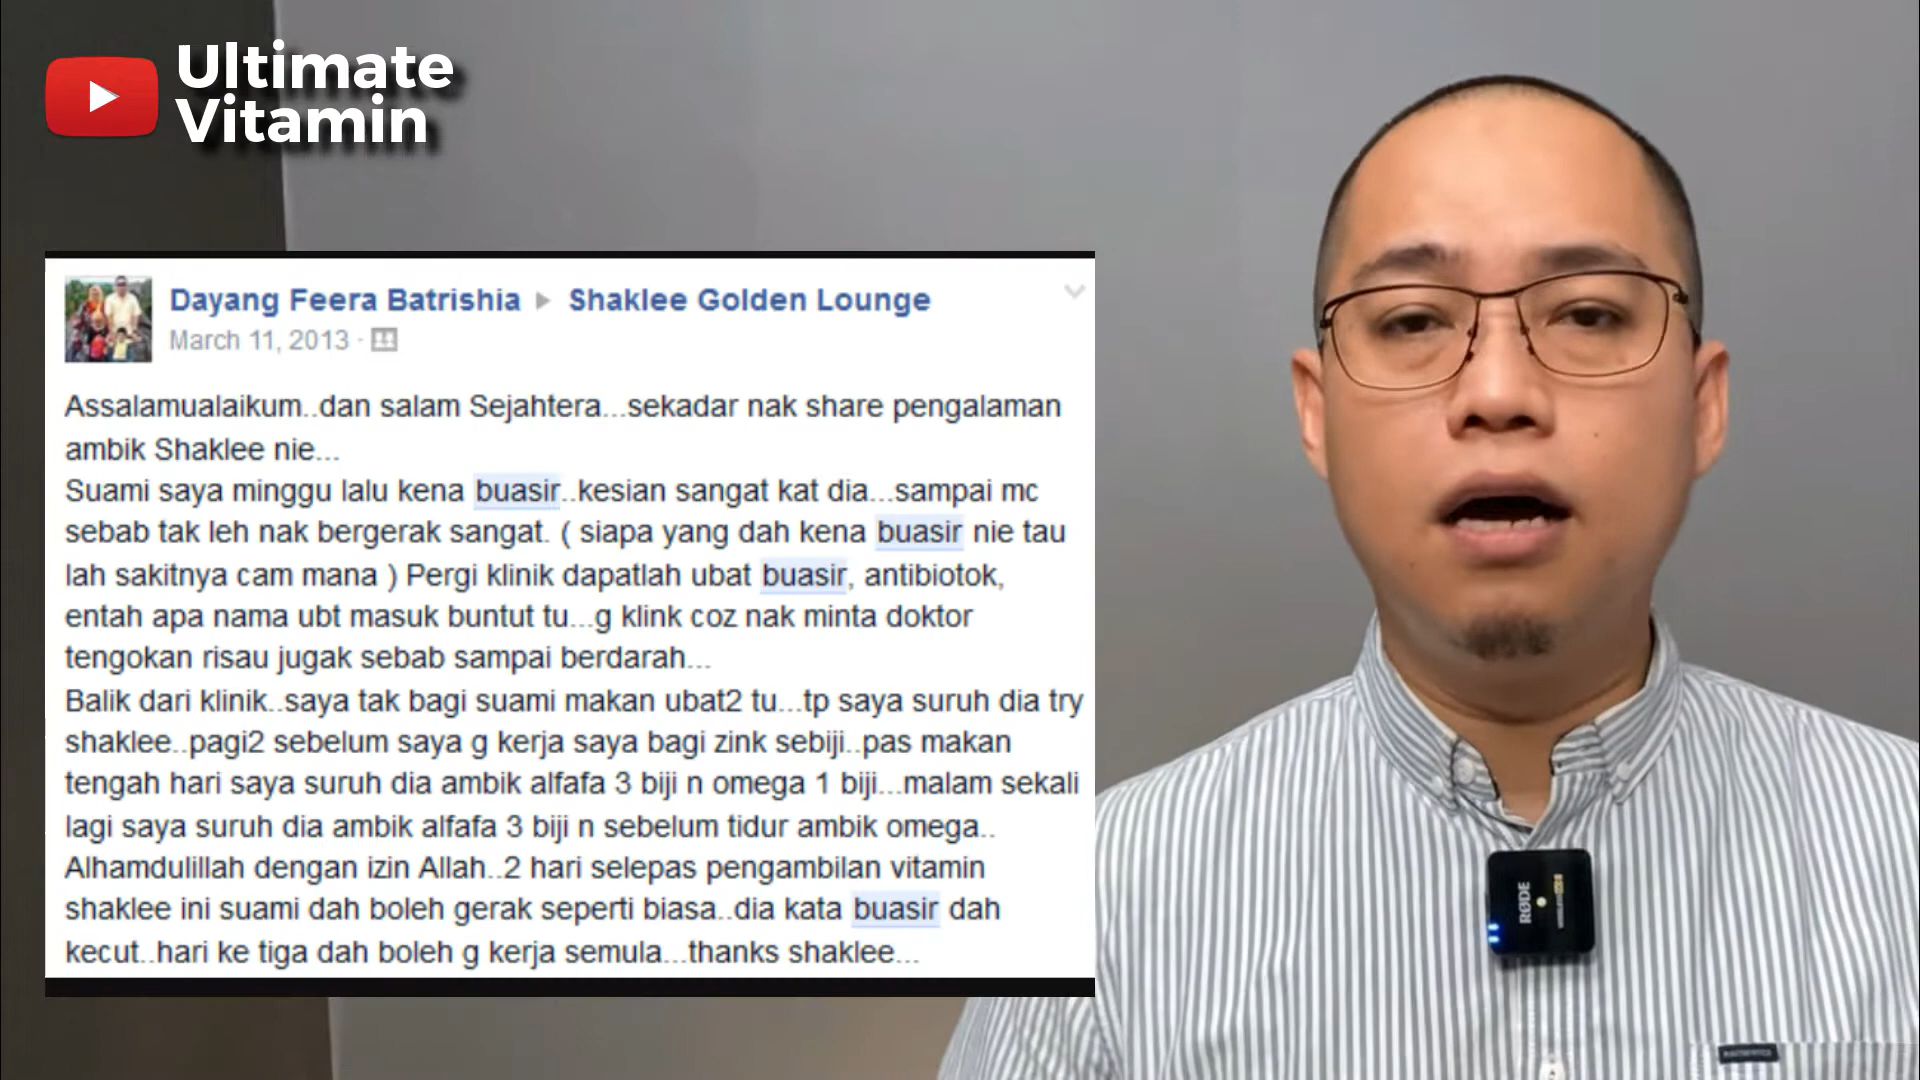 Ultimate
Vitamin
Dayang Feera Batrishia ▸ Shaklee Golden Lounge
March 11, 2013 ·
Assalamualaikum..dan salam Sejahtera...sekadar nak share pengalaman
ambik Shaklee nie...
Suami saya minggu lalu kena buasir..kesian sangat kat dia...sampai mc
sebab tak leh nak bergerak sangat. ( siapa yang dah kena buasir nie tau
lah sakitnya cam mana ) Pergi klinik dapatlah ubat buasir, antibiotok,
entah apa nama ubt masuk buntut tu...g klink coz nak minta doktor
tengokan risau jugak sebab sampai berdarah...
Balik dari klinik..saya tak bagi suami makan ubat2 tu...tp saya suruh dia try
shaklee..pagi2 sebelum saya g kerja saya bagi zink sebiji..pas makan
tengah hari saya suruh dia ambik alfafa 3 biji n omega 1 biji...malam sekali
lagi saya suruh dia ambik alfafa 3 biji n sebelum tidur ambik omega..
Alhamdulillah dengan izin Allah..2 hari selepas pengambilan vitamin
shaklee ini suami dah boleh gerak seperti biasa..dia kata buasir dah
kecut..hari ke tiga dah boleh g kerja semula...thanks shaklee...
RØDE